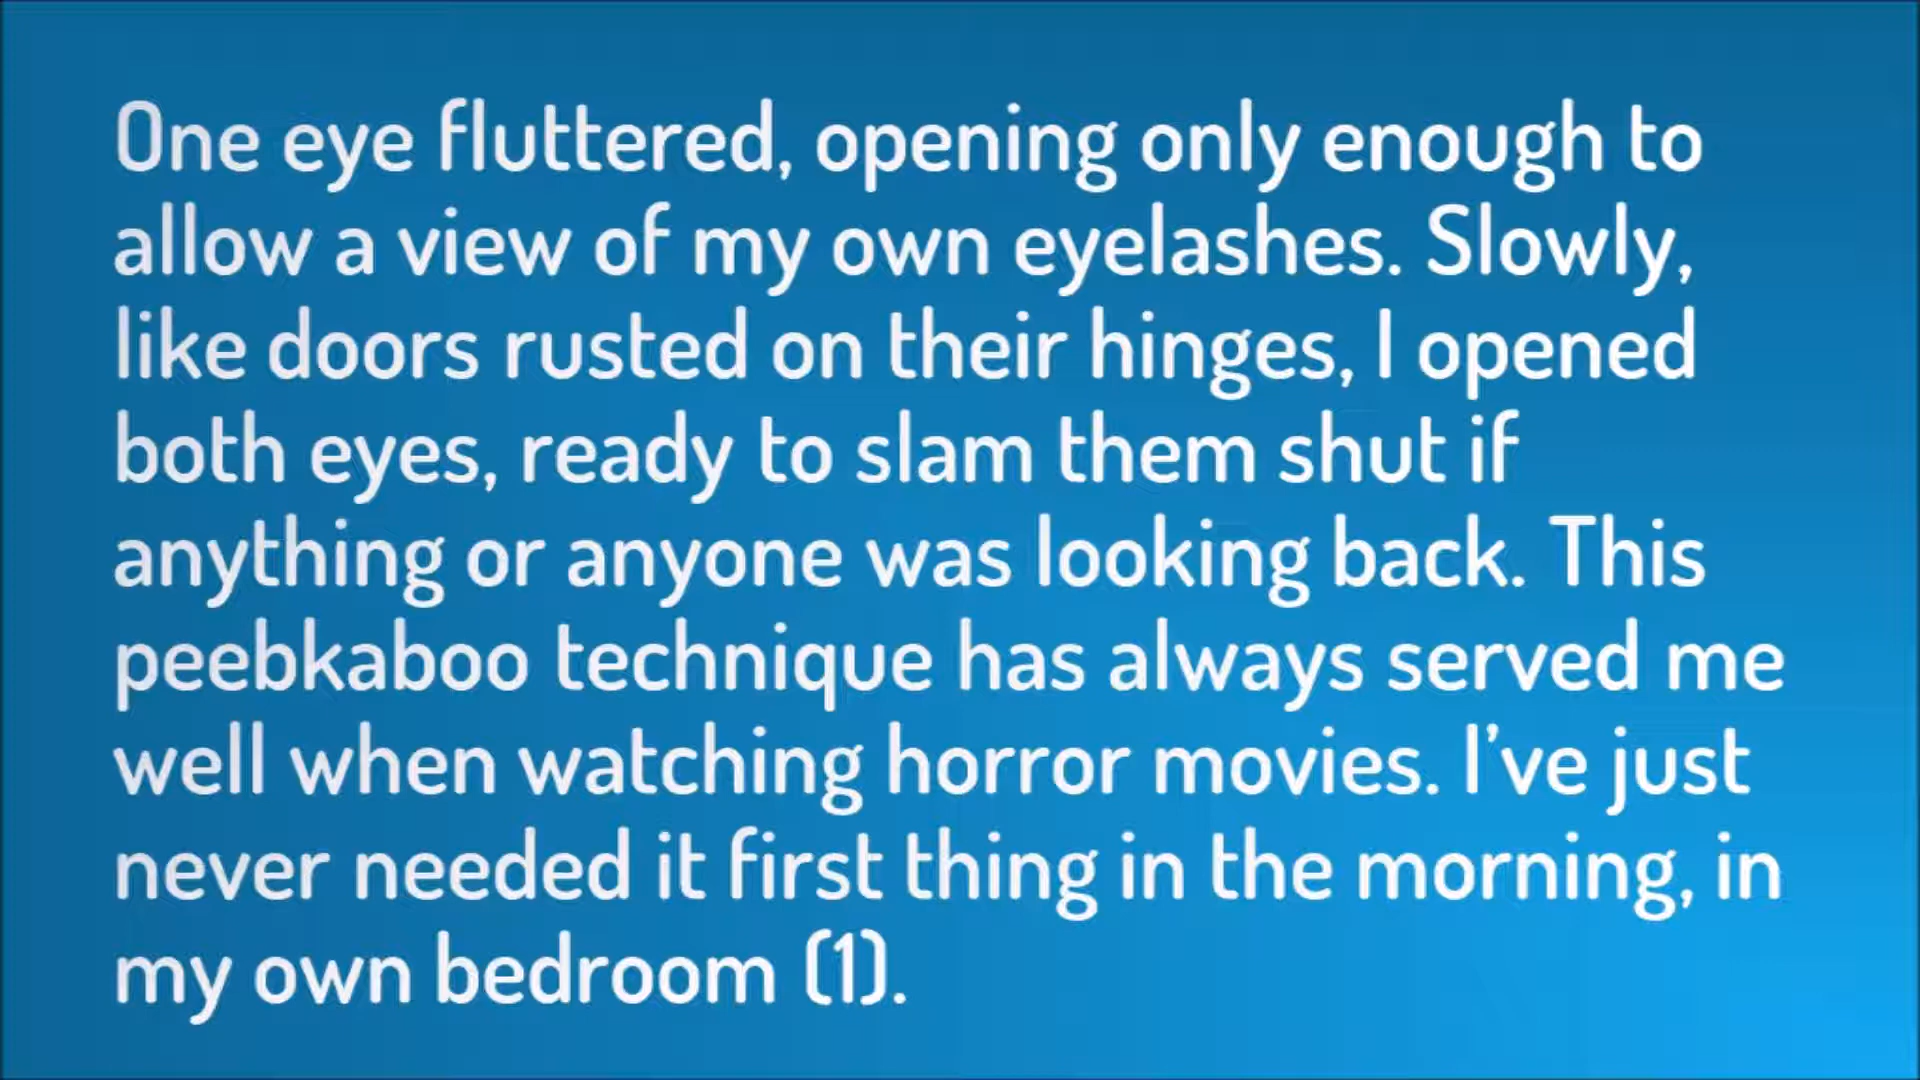 One eye fluttered, opening only enough to
allow a view of my own eyelashes. Slowly,
like doors rusted on their hinges, I opened
both eyes, ready to slam them shut if
anything or anyone was looking back. This
peebkaboo technique has always served me
well when watching horror movies. I've just
never needed it first thing in the morning, in
my own bedroom (1).